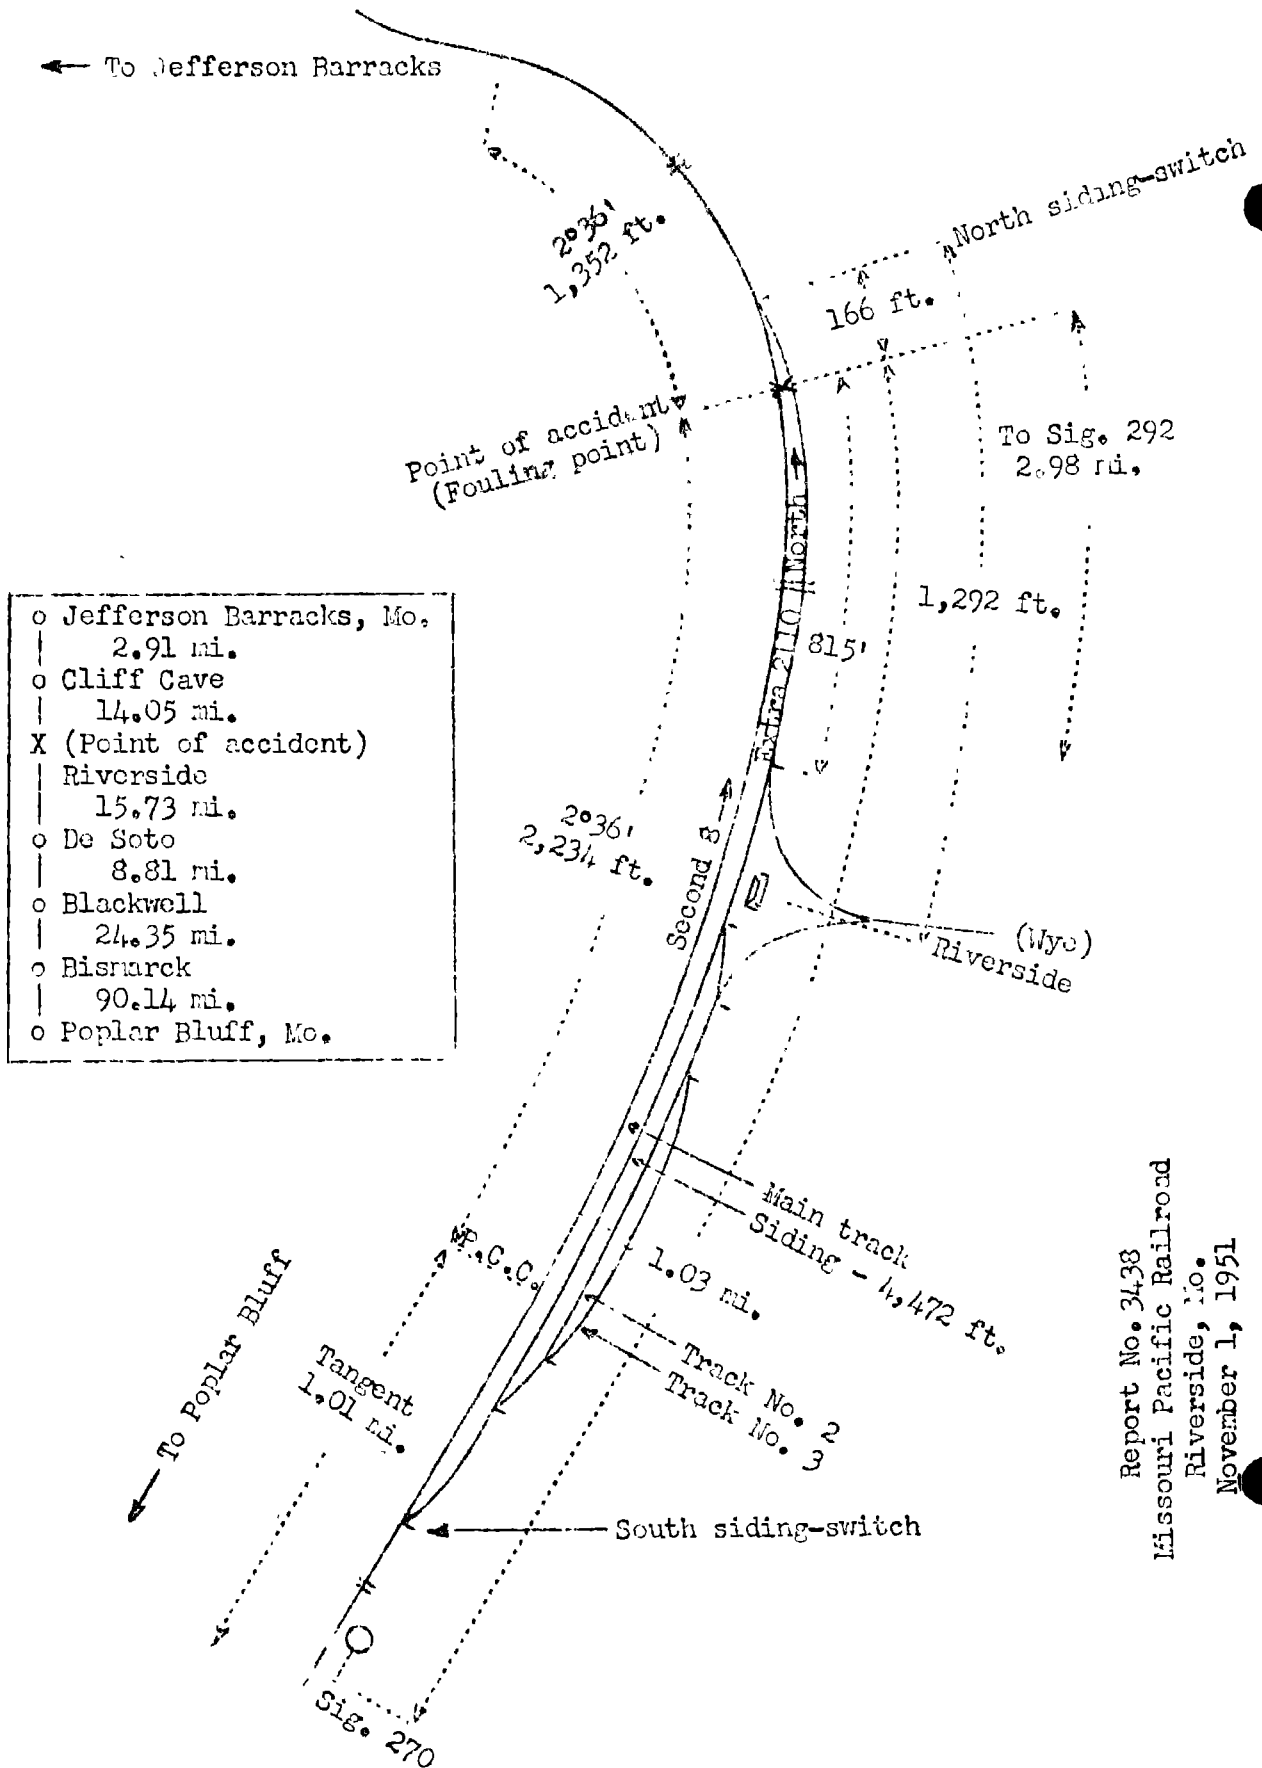 To Jefferson Barracks
North siding-switch
2°36'
1,352 ft.
166 ft.
Point of accident
(Fouling point)
To Sig. 292
2.98 mi.
1,292 ft.
815'
Extra 2110 North
Second 8
2°36'
2,234 ft.
o Jefferson Barracks, Mo.
2.91 mi.
o Cliff Cave
14.05 mi.
X (Point of accident)
Riverside
15.73 mi.
o De Soto
8.81 mi.
o Blackwell
24.35 mi.
o Bismarck
90.14 mi.
o Poplar Bluff, Mo.
(Wye)
Riverside
Main track
Siding - 4,472 ft.
P.C.C.
1.03 mi.
Track No. 2
Track No. 3
Tangent
1.01 mi.
To Poplar Bluff
South siding-switch
Sig. 270
Report No. 3438
Missouri Pacific Railroad
Riverside, Mo.
November 1, 1951